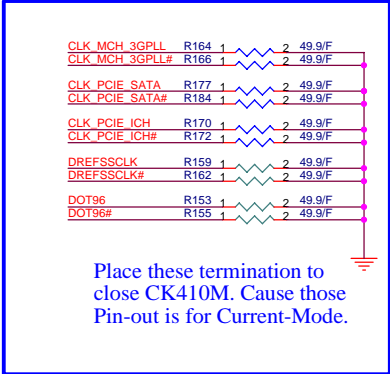 CLK_MCH_3GPLL R164 1 2 49.9/F
CLK_MCH_3GPLL# R166 1 2 49.9/F
CLK_PCIE_SATA R177 1 2 49.9/F
CLK_PCIE_SATA# R184 1 2 49.9/F
CLK_PCIE_ICH R170 1 2 49.9/F
CLK_PCIE_ICH# R172 1 2 49.9/F
DREFSSCLK R159 1 2 49.9/F
DREFSSCLK# R162 1 2 49.9/F
DOT96 R153 1 2 49.9/F
DOT96# R155 1 2 49.9/F
Place these termination to
close CK410M. Cause those
Pin-out is for Current-Mode.